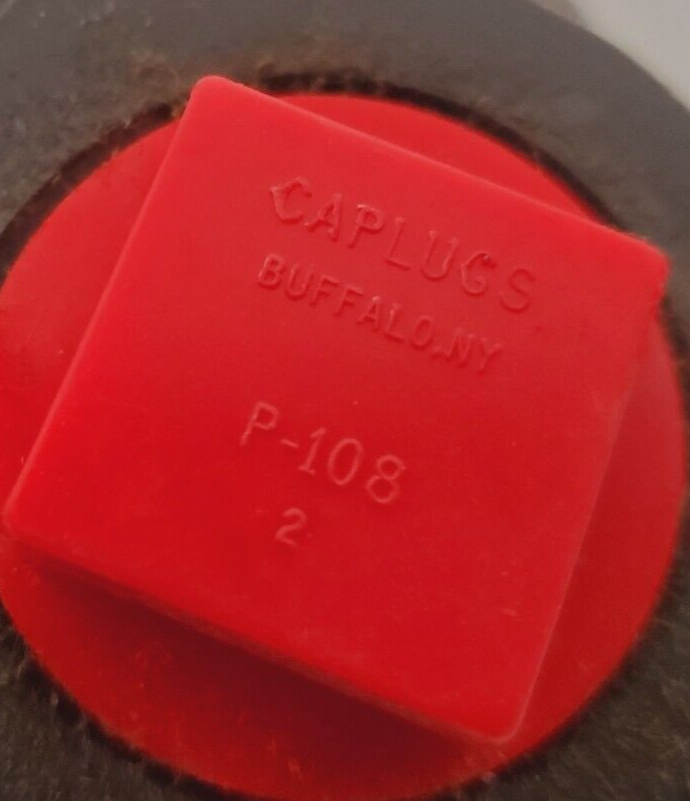 CAPLUGS
BUFFALO,NY
P-108
2